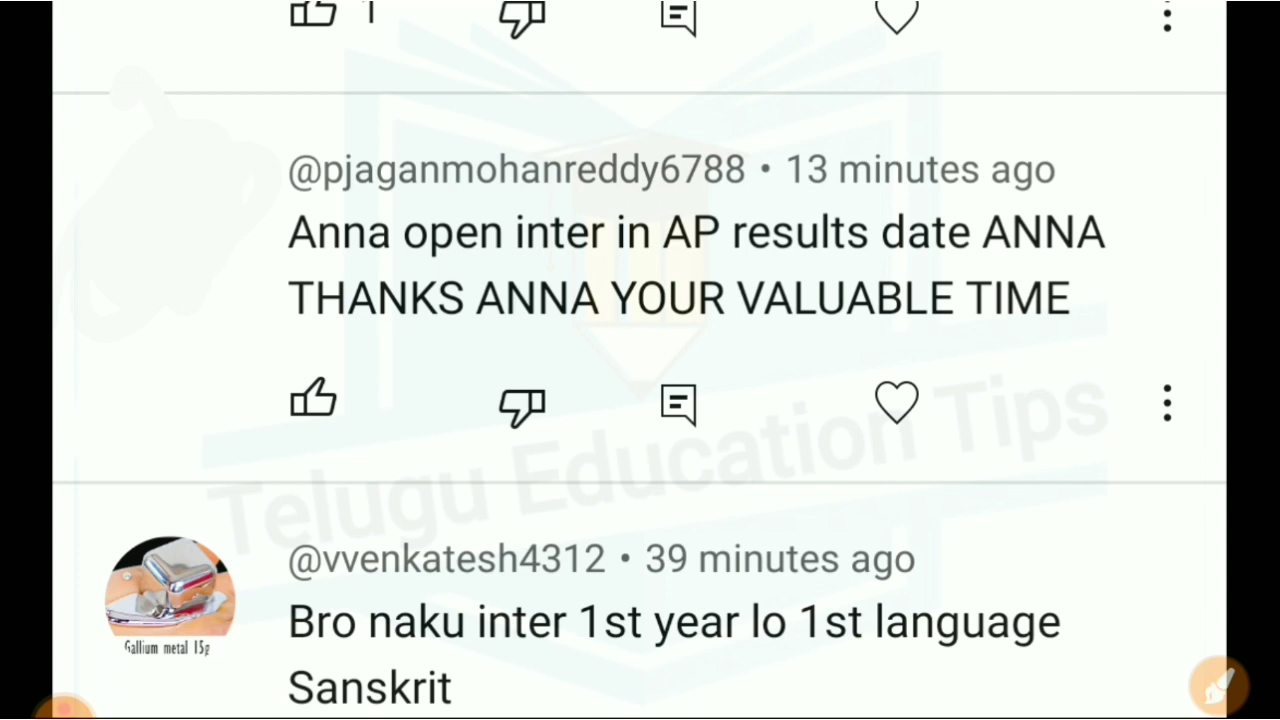 1
@pjaganmohanreddy6788 • 13 minutes ago
Anna open inter in AP results date ANNA
THANKS ANNA YOUR VALUABLE TIME
Telugu Education Tips
@vvenkatesh4312 • 39 minutes ago
Bro naku inter 1st year lo 1st language
Sanskrit
Gallium metal 15g